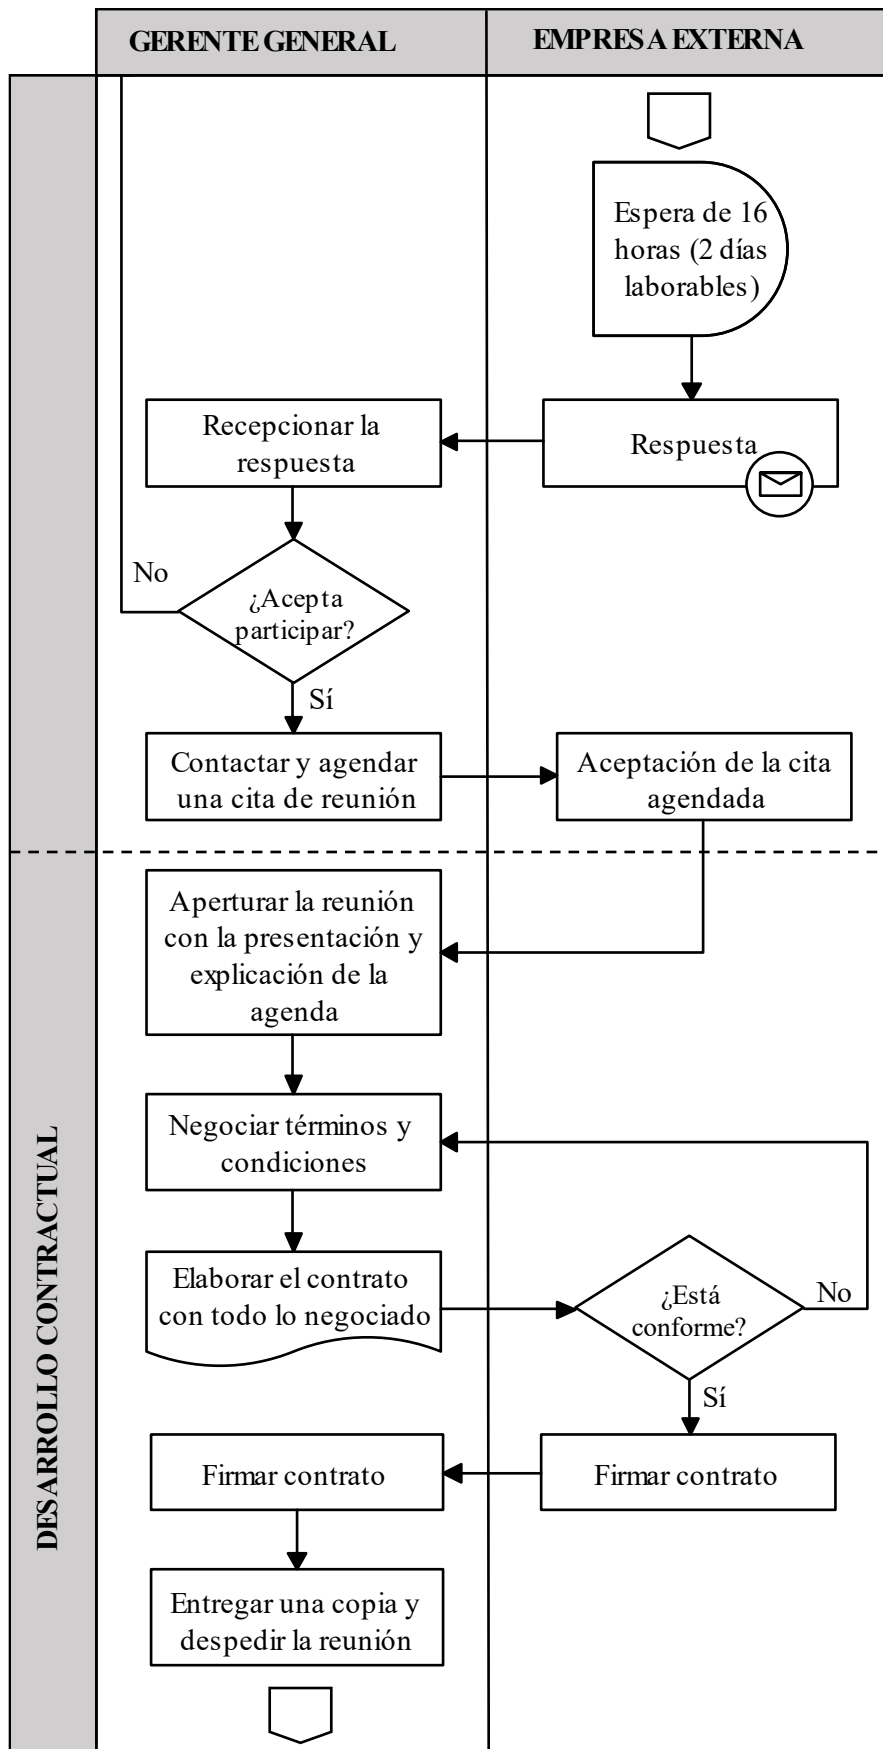 GERENTE GENERAL
EMPRESA EXTERNA
Espera de 16
horas (2 días
laborables)
Recepcionar la
respuesta
Respuesta
No
¿Acepta
participar?
Sí
Contactar y agendar
una cita de reunión
Aceptación de la cita
agendada
DESARROLLO CONTRACTUAL
Aperturar la reunión
con la presentación y
explicación de la
agenda
Negociar términos y
condiciones
Elaborar el contrato
con todo lo negociado
¿Está
conforme?
No
Sí
Firmar contrato
Firmar contrato
Entregar una copia y
despedir la reunión